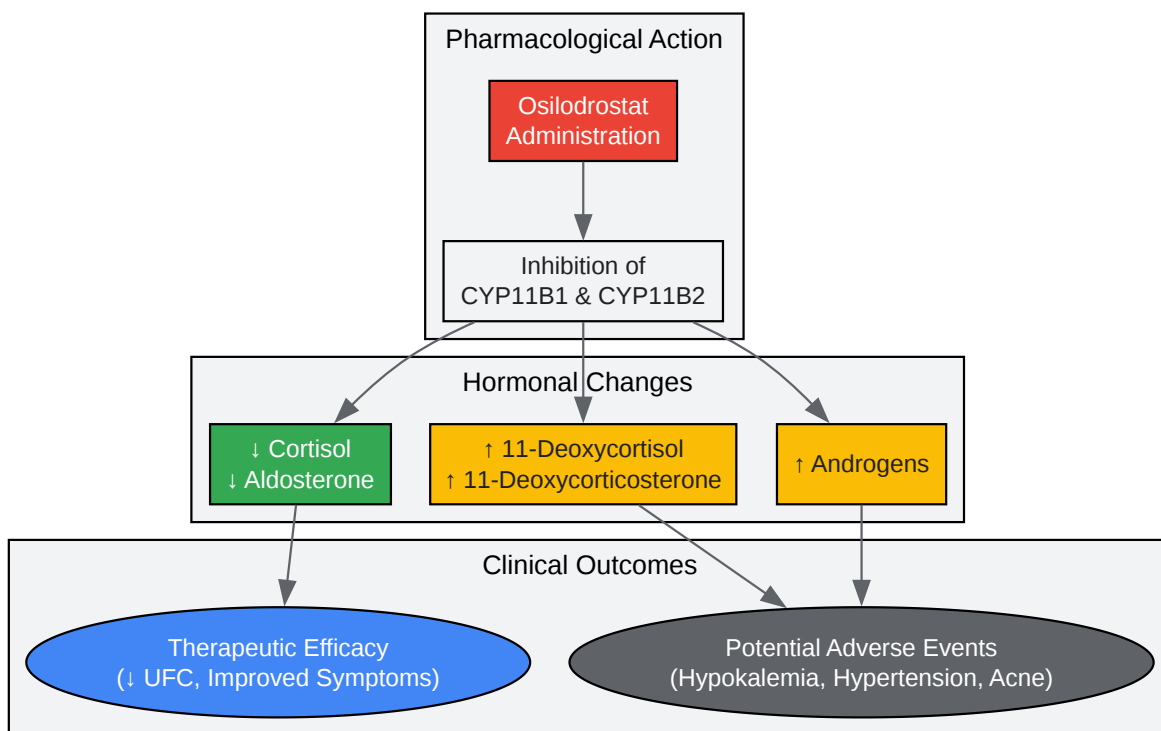 Pharmacological Action
Osilodrostat
Administration
Inhibition of
CYP11B1 & CYP11B2
Hormonal Changes
↓ Cortisol
↓ Aldosterone
↑ 11-Deoxycortisol
↑ 11-Deoxycorticosterone
↑ Androgens
Clinical Outcomes
Therapeutic Efficacy
(↓ UFC, Improved Symptoms)
Potential Adverse Events
(Hypokalemia, Hypertension, Acne)